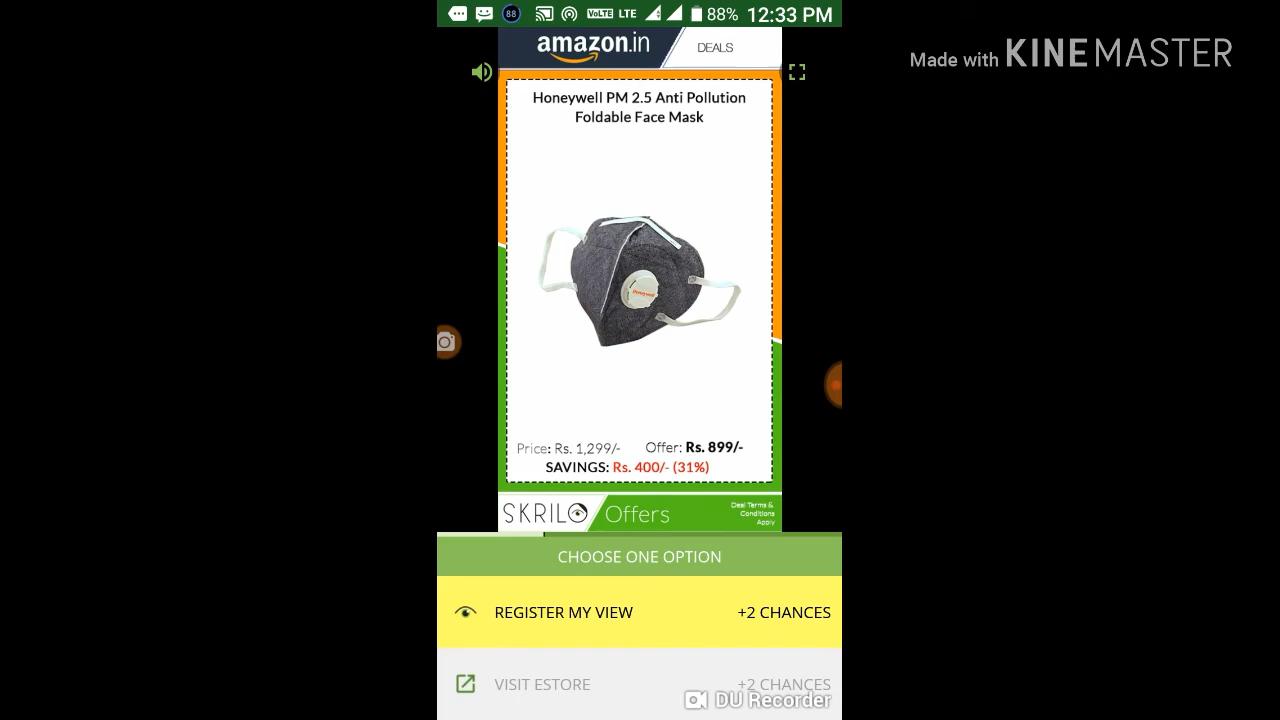 88 VoLTE LTE 88% 12:33 PM
amazon.in DEALS
Made with KINEMASTER
Honeywell PM 2.5 Anti Pollution
Foldable Face Mask
Honeywell
Price: Rs. 1,299/- Offer: Rs. 899/-
SAVINGS: Rs. 400/- (31%)
SKRILO Offers
Deal Terms &
Conditions
Apply
CHOOSE ONE OPTION
REGISTER MY VIEW +2 CHANCES
VISIT ESTORE +2 CHANCES
DU Recorder